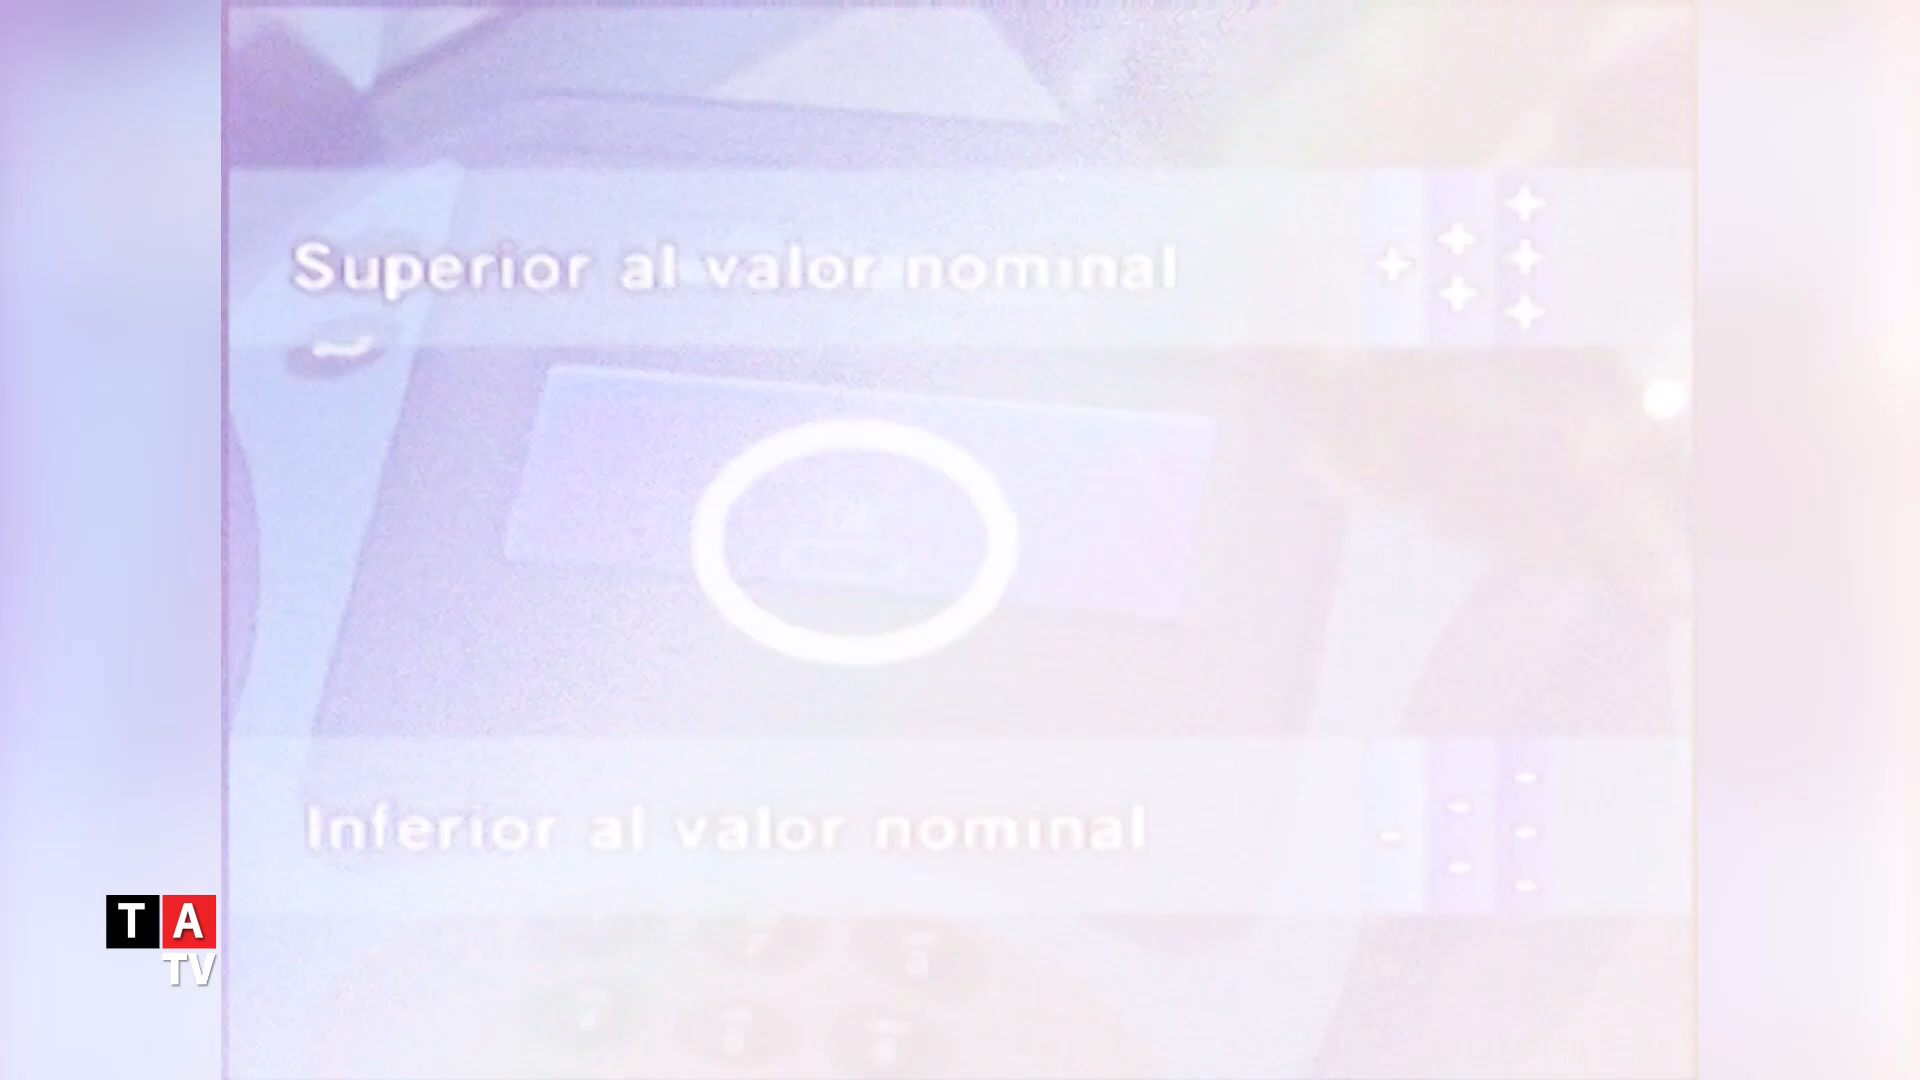 Superior al valor nominal
Inferior al valor nominal
T A
TV